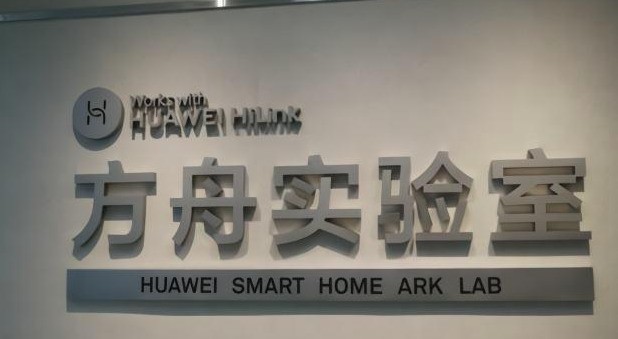 Works with
HUAWEI HiLink
方舟实验室
HUAWEI SMART HOME ARK LAB